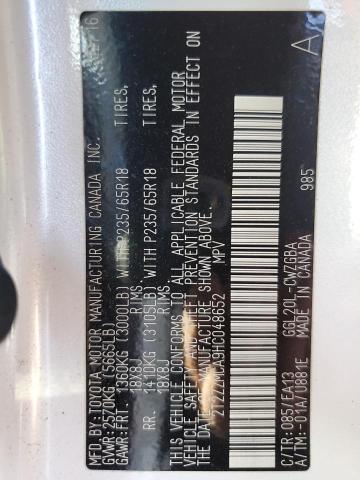 MFD.BY:TOYOTA MOTOR MANUFACTURING CANADA INC. 16
GVWR:2570KG (5665LB)
GAWR:FRT. 1360KG (3000LB) WITH P235/65R18 TIRES,
18X8J RIMS,
RR. 1410KG (3105LB) WITH P235/65R18 TIRES,
18X8J RIMS,
THIS VEHICLE CONFORMS TO ALL APPLICABLE FEDERAL MOTOR
VEHICLE SAFETY AND THEFT PREVENTION STANDARDS IN EFFECT ON
THE DATE OF MANUFACTURE SHOWN ABOVE.
MPV
C/TR:085/EA13 GGL20L-CWZGBA
A/TM:-01A/U881E MADE IN CANADA
985
A